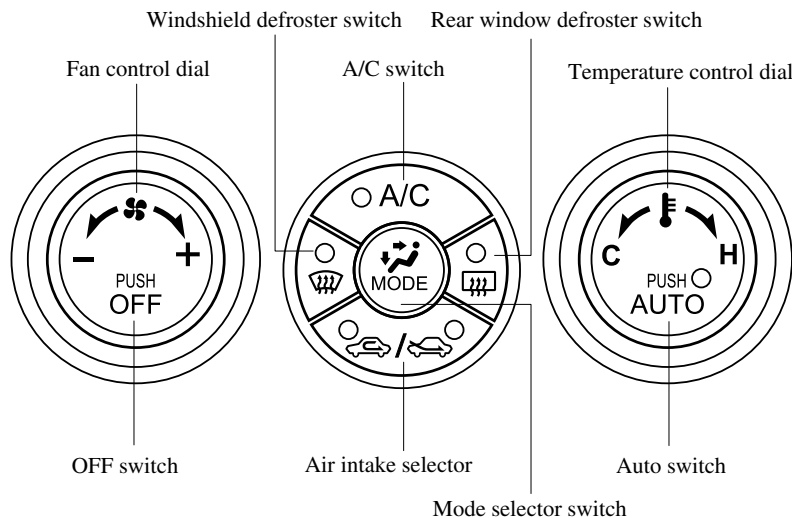 Windshield defroster switch
Rear window defroster switch
Fan control dial
A/C switch
Temperature control dial
A/C
− +
PUSH
OFF
MODE
C H
PUSH
AUTO
/
OFF switch
Air intake selector
Auto switch
Mode selector switch